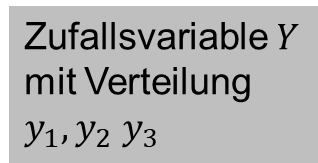 Zufallsvariable Y
mit Verteilung
y₁, y₂ y₃